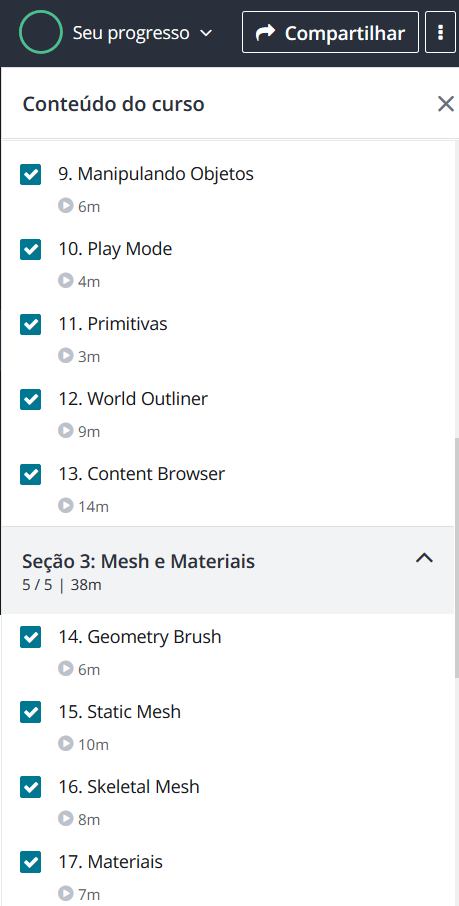 Seu progresso
Compartilhar
Conteúdo do curso
9. Manipulando Objetos
6m
10. Play Mode
4m
11. Primitivas
3m
12. World Outliner
9m
13. Content Browser
14m
Seção 3: Mesh e Materiais
5 / 5 | 38m
14. Geometry Brush
6m
15. Static Mesh
10m
16. Skeletal Mesh
8m
17. Materiais
7m